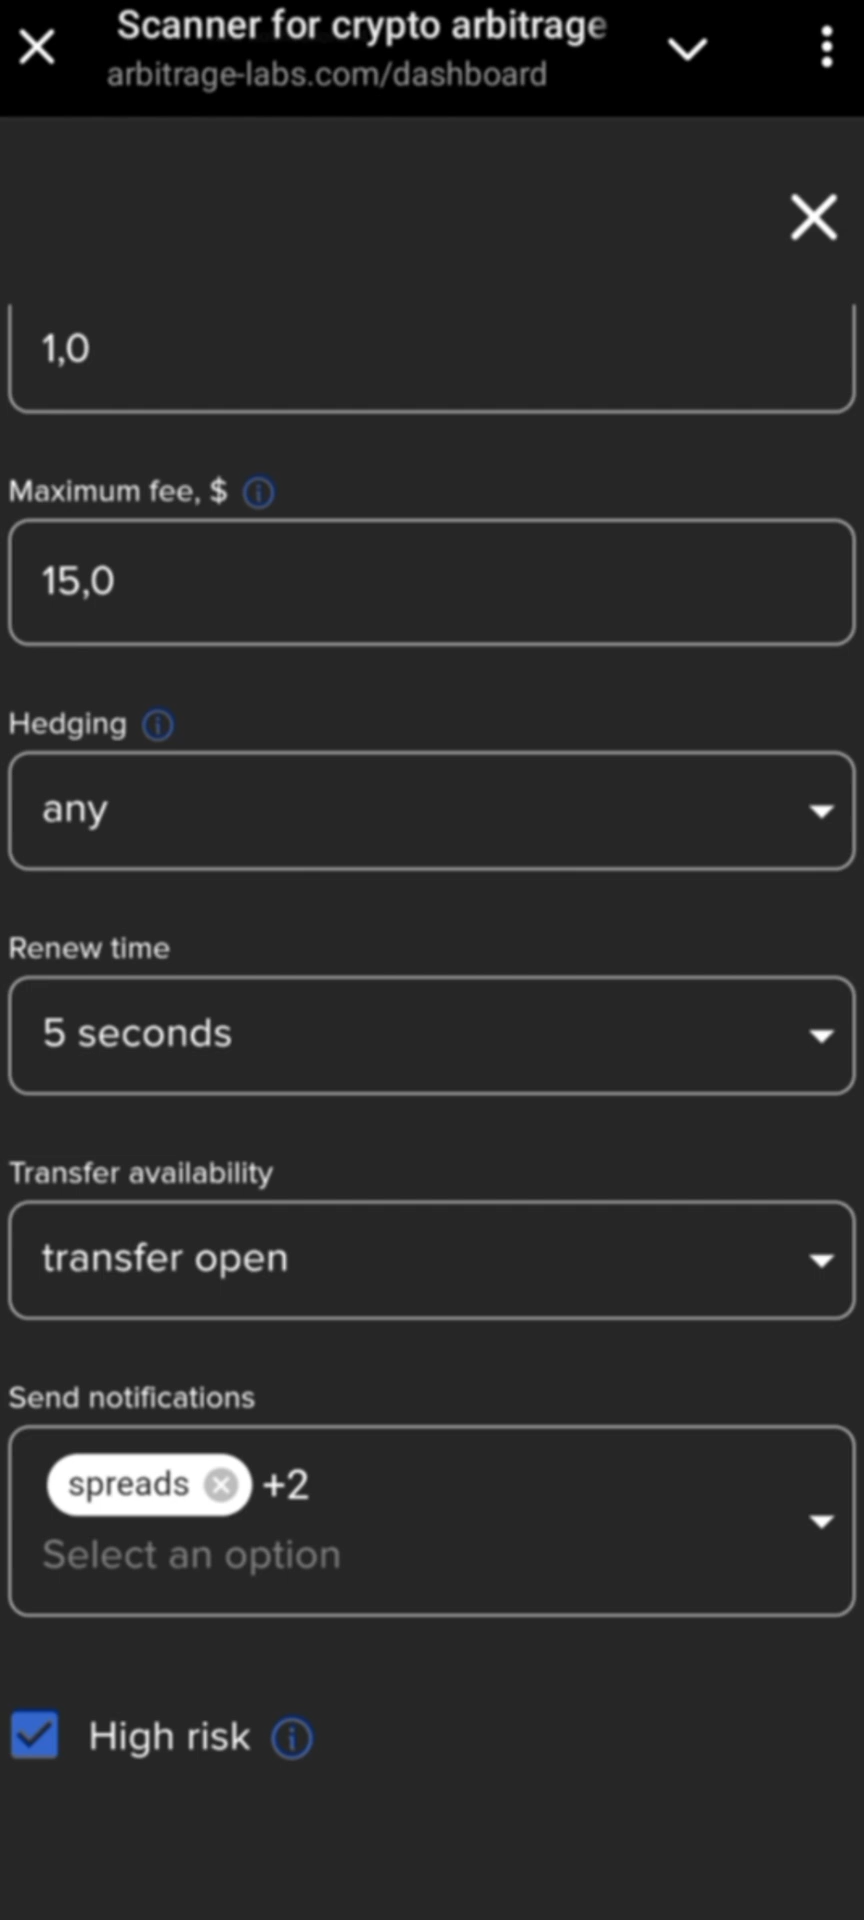 Scanner for crypto arbitrage
arbitrage-labs.com/dashboard
1,0
Maximum fee, $
15,0
Hedging
any
Renew time
5 seconds
Transfer availability
transfer open
Send notifications
spreads +2
Select an option
High risk